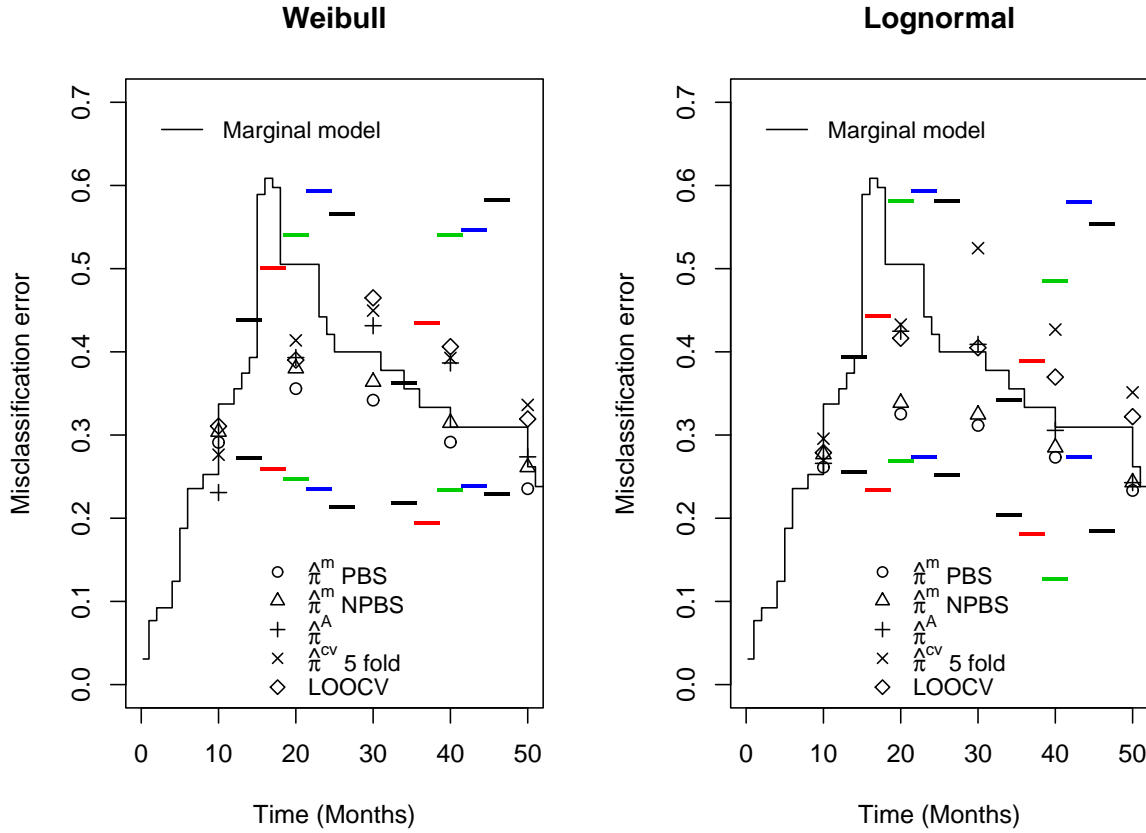 Weibull
Misclassification error
0.7
0.6
0.5
0.4
0.3
0.2
0.1
0.0
Marginal model
π̂^m PBS
π̂^m NPBS
π̂^A
π̂^cv 5 fold
LOOCV
0 10 20 30 40 50
Time (Months)
Lognormal
Misclassification error
0.7
0.6
0.5
0.4
0.3
0.2
0.1
0.0
Marginal model
π̂^m PBS
π̂^m NPBS
π̂^A
π̂^cv 5 fold
LOOCV
0 10 20 30 40 50
Time (Months)